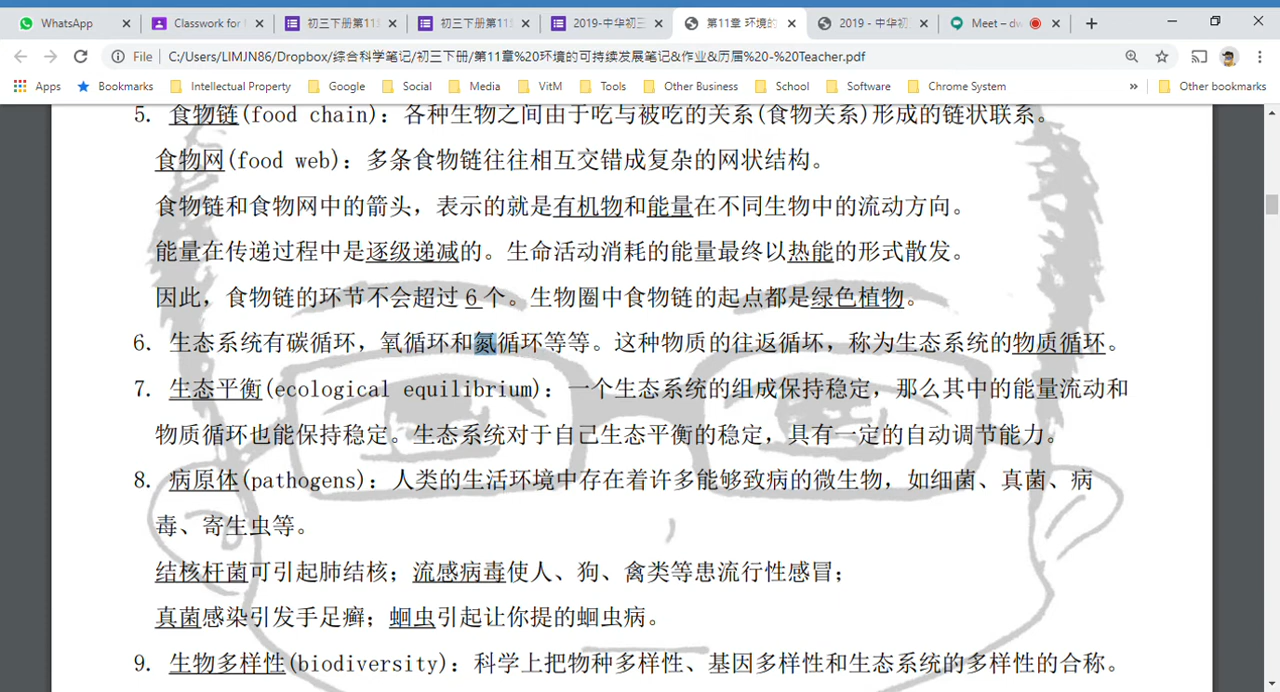 WhatsApp
Classwork for
初三下册第11
初三下册第11
2019-中华初三
第11章 环境的
2019 - 中华初
Meet – dw
File
C:/Users/LIMJN86/Dropbox/综合科学笔记/初三下册/第11章%20环境的可持续发展笔记&作业&历届%20-%20Teacher.pdf
Apps Bookmarks Intellectual Property Google Social Media VitM Tools Other Business School Software Chrome System » Other bookmarks
5. 食物链(food chain): 各种生物之间由于吃与被吃的关系(食物关系)形成的链状联系。
食物网(food web): 多条食物链往往相互交错成复杂的网状结构。
食物链和食物网中的箭头，表示的就是有机物和能量在不同生物中的流动方向。
能量在传递过程中是逐级递减的。生命活动消耗的能量最终以热能的形式散发。
因此，食物链的环节不会超过 6 个。生物圈中食物链的起点都是绿色植物。
6. 生态系统有碳循环，氧循环和氮循环等等。这种物质的往返循环，称为生态系统的物质循环。
7. 生态平衡(ecological equilibrium): 一个生态系统的组成保持稳定，那么其中的能量流动和
物质循环也能保持稳定。生态系统对于自己生态平衡的稳定，具有一定的自动调节能力。
8. 病原体(pathogens): 人类的生活环境中存在着许多能够致病的微生物，如细菌、真菌、病
毒、寄生虫等。
结核杆菌可引起肺结核；流感病毒使人、狗、禽类等患流行性感冒；
真菌感染引发手足癣；蛔虫引起让你提的蛔虫病。
9. 生物多样性(biodiversity): 科学上把物种多样性、基因多样性和生态系统的多样性的合称。